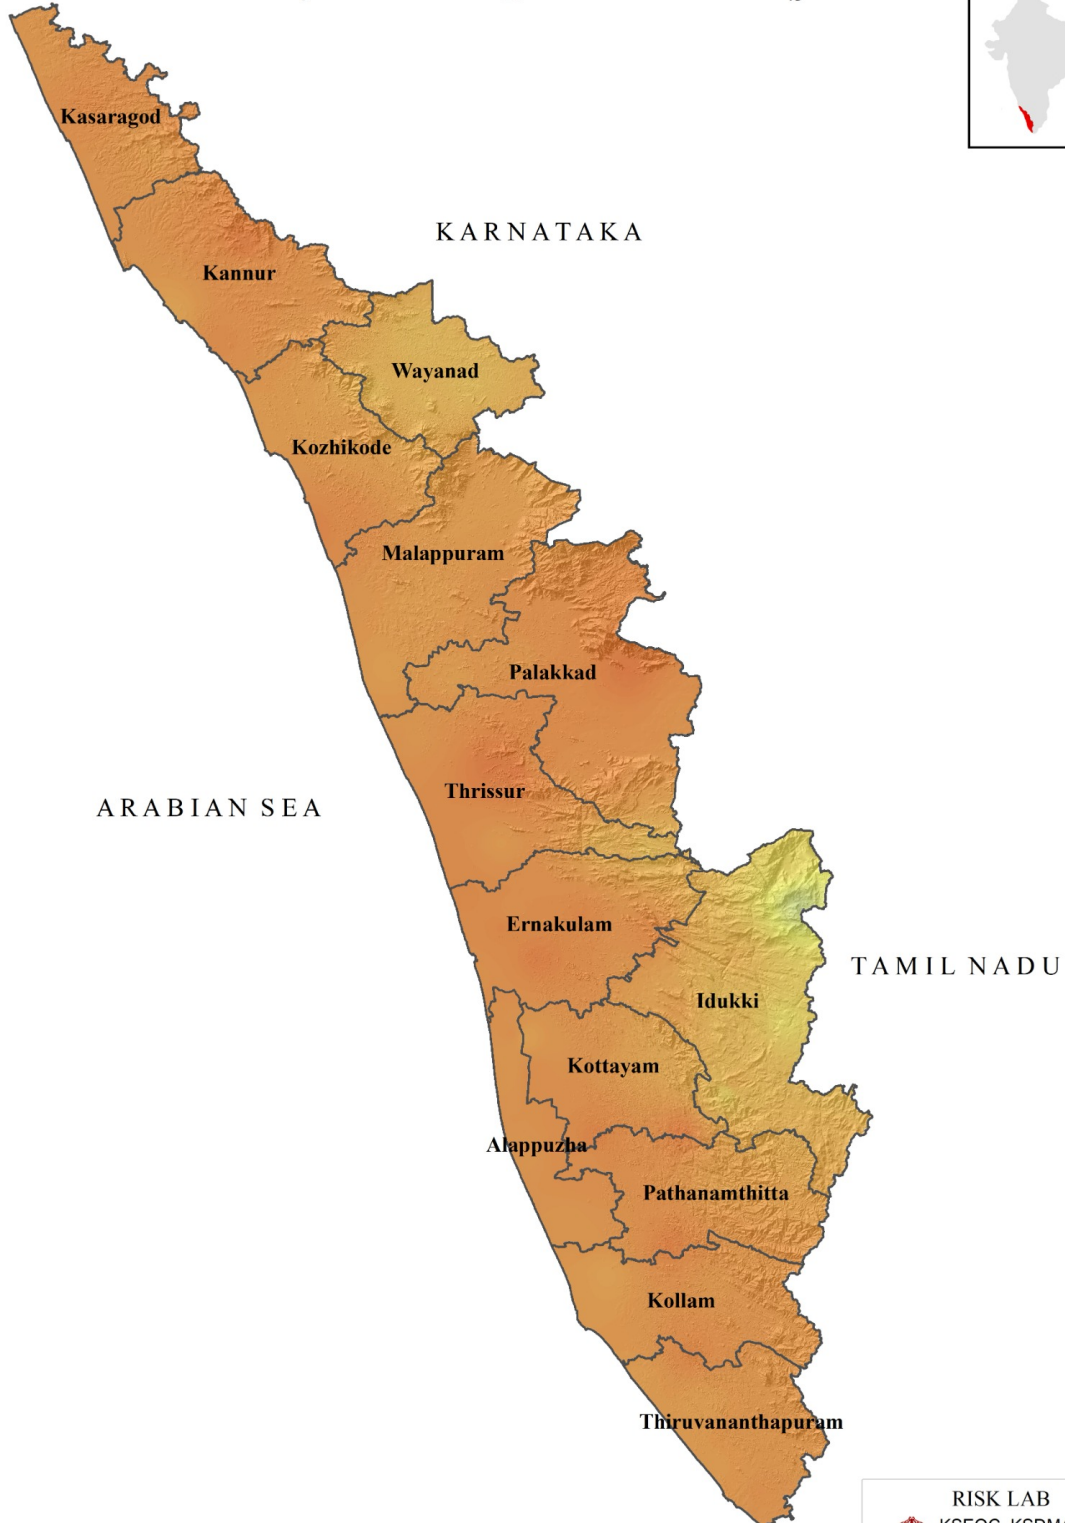 Kasaragod
KARNATAKA
Kannur
Wayanad
Kozhikode
Malappuram
Palakkad
Thrissur
ARABIAN SEA
Ernakulam
TAMIL NADU
Idukki
Kottayam
Alappuzha
Pathanamthitta
Kollam
Thiruvananthapuram
RISK LAB